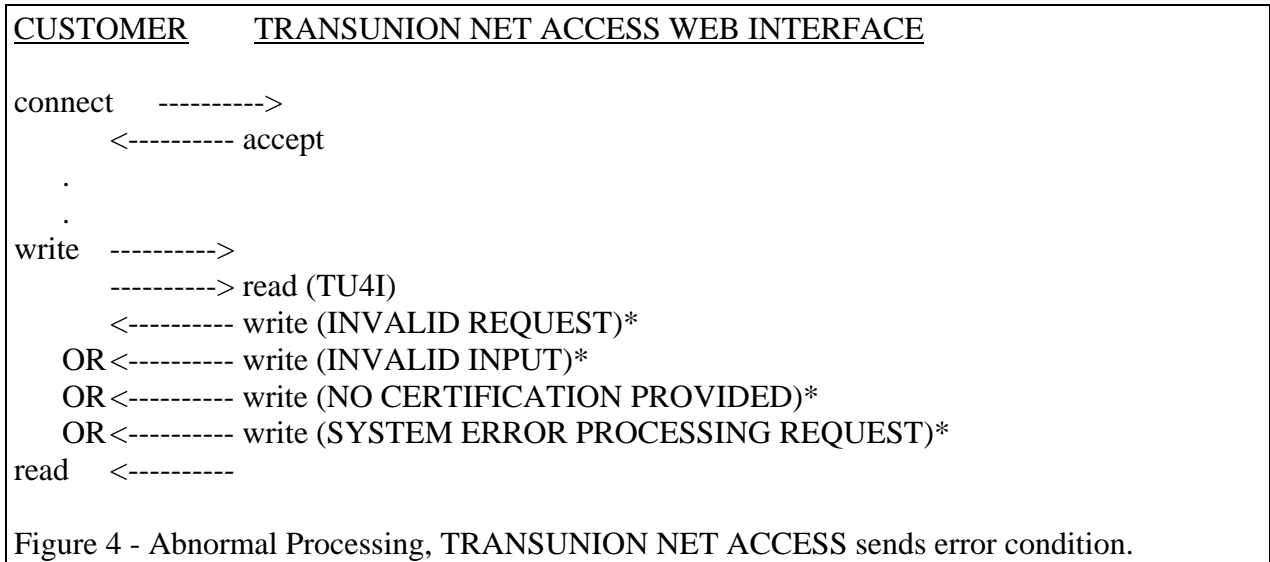 CUSTOMER TRANSUNION NET ACCESS WEB INTERFACE
connect ---------->
<---------- accept
.
.
write ---------->
----------> read (TU4I)
<---------- write (INVALID REQUEST)*
OR<---------- write (INVALID INPUT)*
OR<---------- write (NO CERTIFICATION PROVIDED)*
OR<---------- write (SYSTEM ERROR PROCESSING REQUEST)*
read <----------
Figure 4 - Abnormal Processing, TRANSUNION NET ACCESS sends error condition.